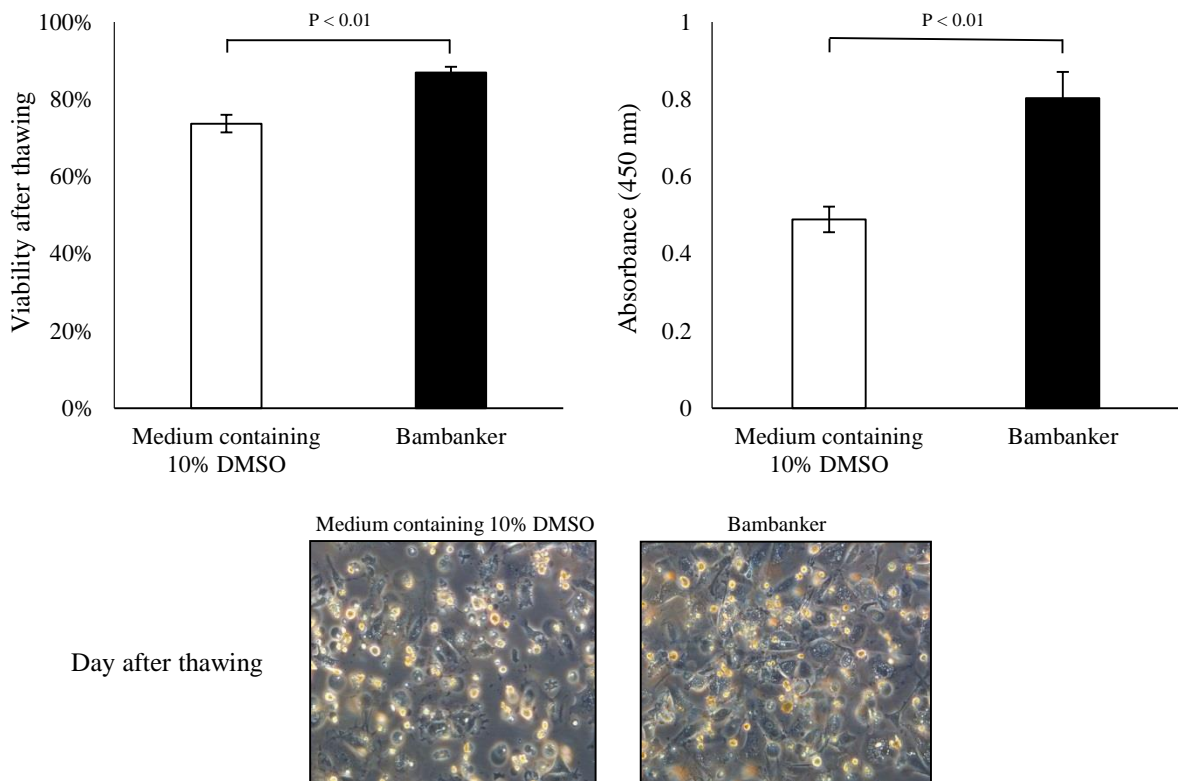 P < 0.01
100%
80%
60%
40%
20%
0%
Viability after thawing
Medium containing
10% DMSO
Bambanker
P < 0.01
1
0.8
0.6
0.4
0.2
0
Absorbance (450 nm)
Medium containing
10% DMSO
Bambanker
Medium containing 10% DMSO
Bambanker
Day after thawing